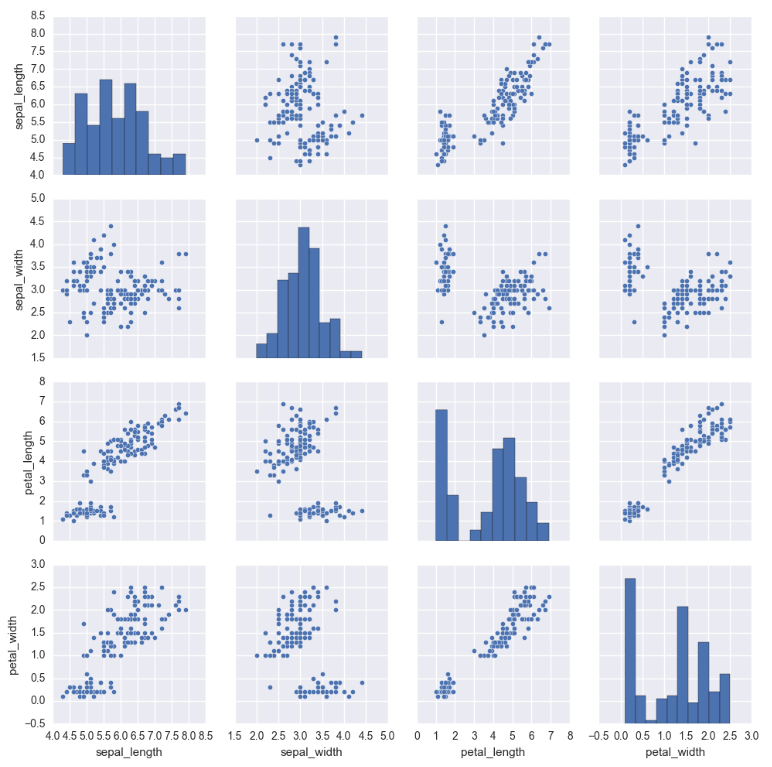 8.5
8.0
7.5
7.0
6.5
6.0
5.5
5.0
4.5
4.0
sepal_length
5.0
4.5
4.0
3.5
3.0
2.5
2.0
1.5
sepal_width
8
7
6
5
4
3
2
1
0
petal_length
3.0
2.5
2.0
1.5
1.0
0.5
0.0
−0.5
petal_width
4.0 4.5 5.0 5.5 6.0 6.5 7.0 7.5 8.0 8.5
sepal_length
1.5 2.0 2.5 3.0 3.5 4.0 4.5 5.0
sepal_width
0 1 2 3 4 5 6 7 8
petal_length
−0.5 0.0 0.5 1.0 1.5 2.0 2.5 3.0
petal_width